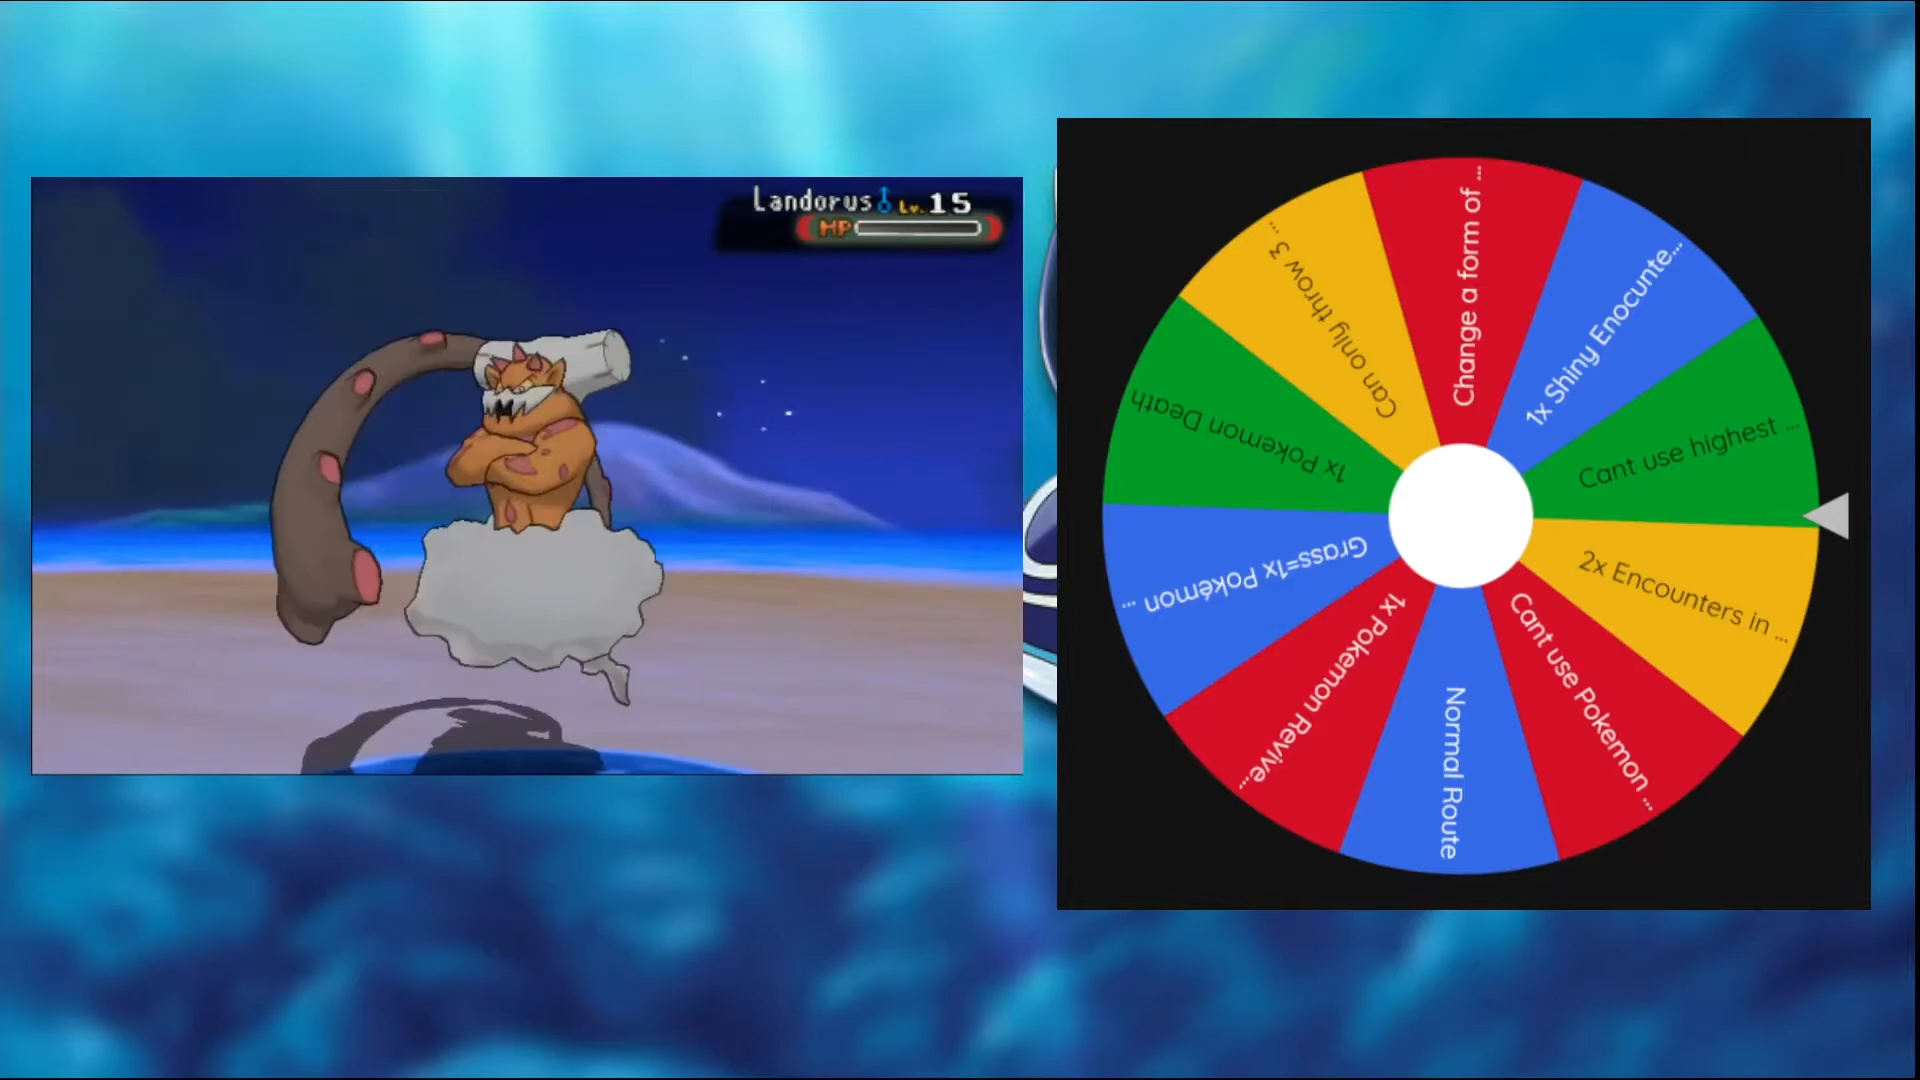 Landorus♂ Lv.15
HP
Change a form of ...
1x Shiny Enocunte...
Cant use highest ...
2x Encounters in ...
Cant use Pokemon ...
Normal Route
1x Pokemon Revive...
Grass=1x Pokémon ...
1x Pokemon Death
Can only throw 3 ...